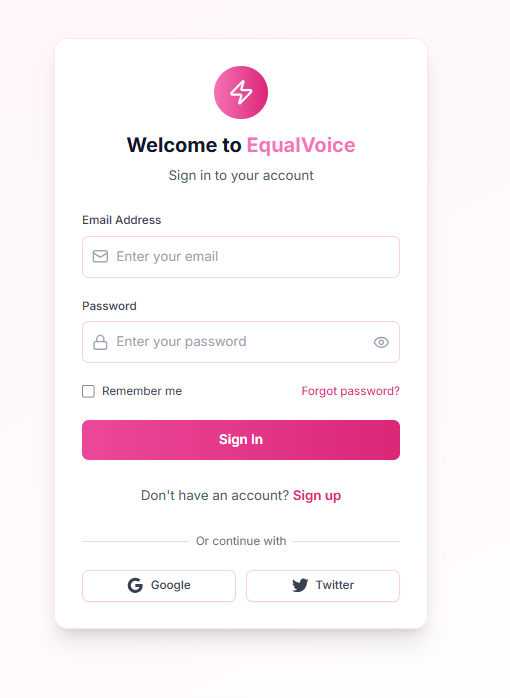 Welcome to EqualVoice
Sign in to your account
Email Address
Enter your email
Password
Enter your password
Remember me
Forgot password?
Sign In
Don't have an account? Sign up
Or continue with
Google
Twitter